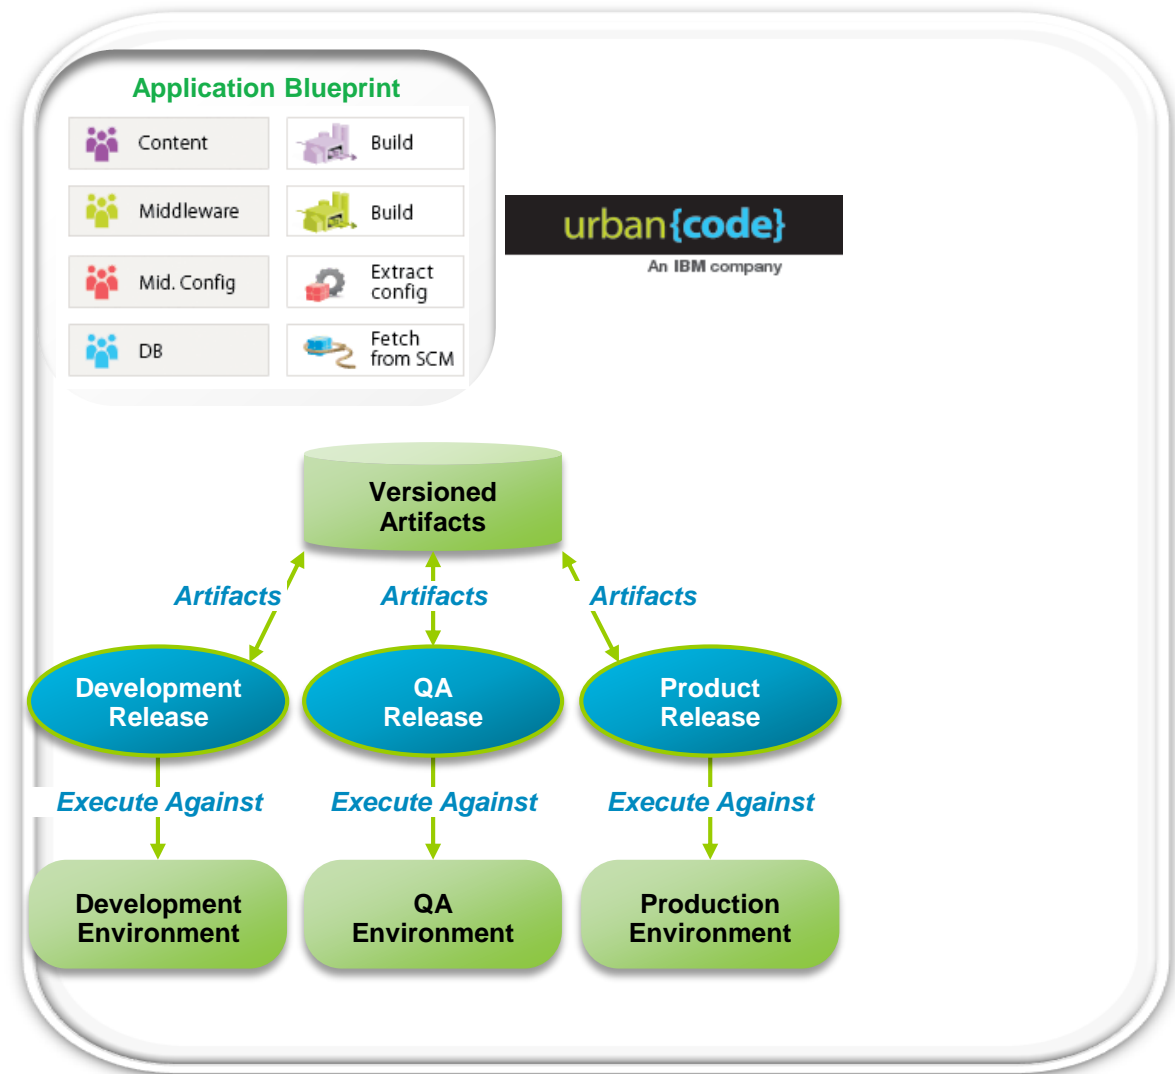 Application Blueprint
Content
Build
Middleware
Build
Mid. Config
Extract
config
DB
Fetch
from SCM
urban{code}
An IBM company
Versioned
Artifacts
Artifacts
Artifacts
Artifacts
Development
Release
QA
Release
Product
Release
Execute Against
Execute Against
Execute Against
Development
Environment
QA
Environment
Production
Environment